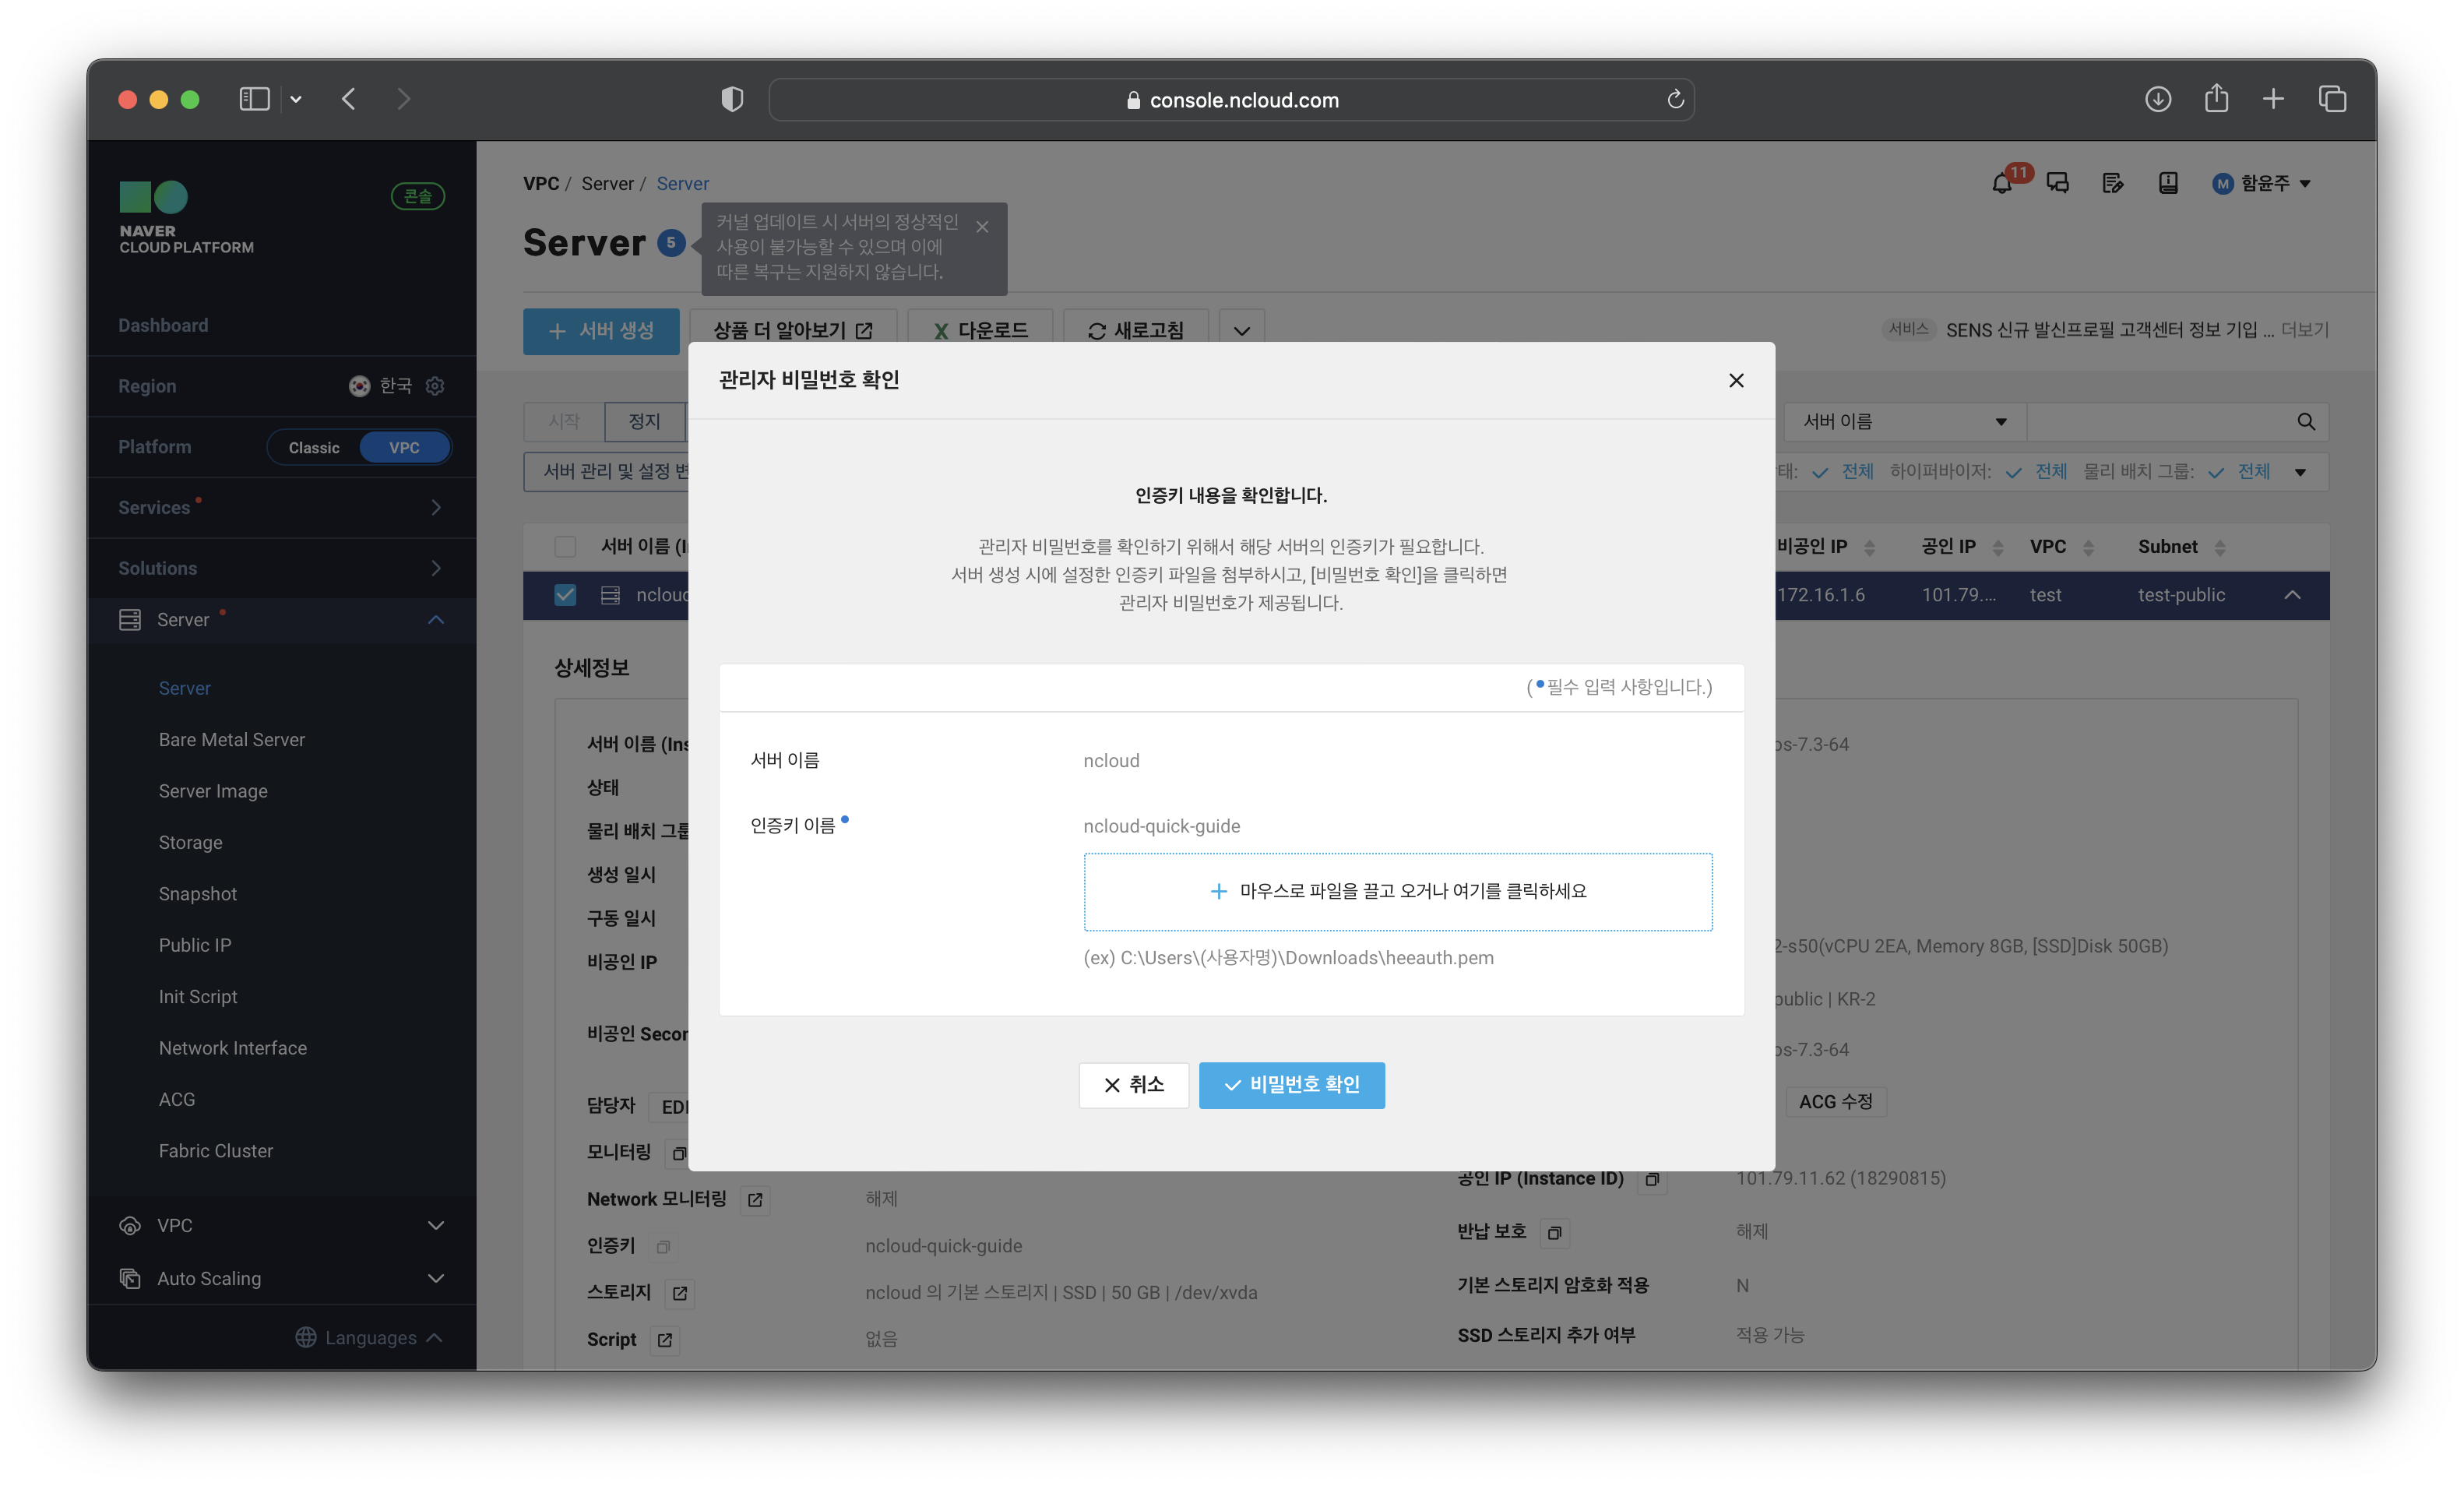 console.ncloud.com
NAVER
CLOUD PLATFORM
콘솔
Dashboard
Region
한국
Platform
Classic
VPC
Services
Solutions
Server
Server
Bare Metal Server
Server Image
Storage
Snapshot
Public IP
Init Script
Network Interface
ACG
Fabric Cluster
VPC
Auto Scaling
Languages
VPC / Server / Server
11
M 함윤주
Server 5
커널 업데이트 시 서버의 정상적인
사용이 불가능할 수 있으며 이에
따른 복구는 지원하지 않습니다.
+ 서버 생성
상품 더 알아보기
X 다운로드
새로고침
서비스 SENS 신규 발신프로필 고객센터 정보 기입 ... 더보기
시작
정지
서버 이름
서버 관리 및 설정
전체 하이퍼바이저: 전체 물리 배치 그룹: 전체
서버 이름
비공인 IP
공인 IP
VPC
Subnet
172.16.1.6
101.79....
test
test-public
관리자 비밀번호 확인
인증키 내용을 확인합니다.
관리자 비밀번호를 확인하기 위해서 해당 서버의 인증키가 필요합니다.
서버 생성 시에 설정한 인증키 파일을 첨부하시고, [비밀번호 확인]을 클릭하면
관리자 비밀번호가 제공됩니다.
( •필수 입력 사항입니다.)
서버 이름
ncloud
인증키 이름
ncloud-quick-guide
+ 마우스로 파일을 끌고 오거나 여기를 클릭하세요
(ex) C:\Users\(사용자명)\Downloads\heeauth.pem
취소
비밀번호 확인
상세정보
서버 이름
상태
물리 배치
생성 일시
구동 일시
비공인 IP
비공인
담당자
모니터링
Network 모니터링
해제
인증키
ncloud-quick-guide
스토리지
ncloud 의 기본 스토리지 | SSD | 50 GB | /dev/xvda
Script
없음
-7.3-64
-s50(vCPU 2EA, Memory 8GB, [SSD]Disk 50GB)
| KR-2
-7.3-64
ACG 수정
공인 IP (Instance ID)
101.79.11.62 (18290815)
반납 보호
해제
기본 스토리지 암호화 적용
N
SSD 스토리지 추가 여부
적용 가능